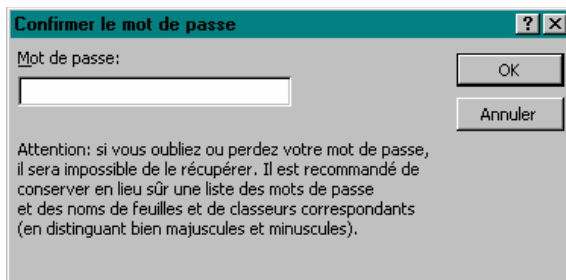 Confirmer le mot de passe
Mot de passe:
OK
Annuler
Attention: si vous oubliez ou perdez votre mot de passe,
il sera impossible de le récupérer. Il est recommandé de
conserver en lieu sûr une liste des mots de passe
et des noms de feuilles et de classeurs correspondants
(en distinguant bien majuscules et minuscules).